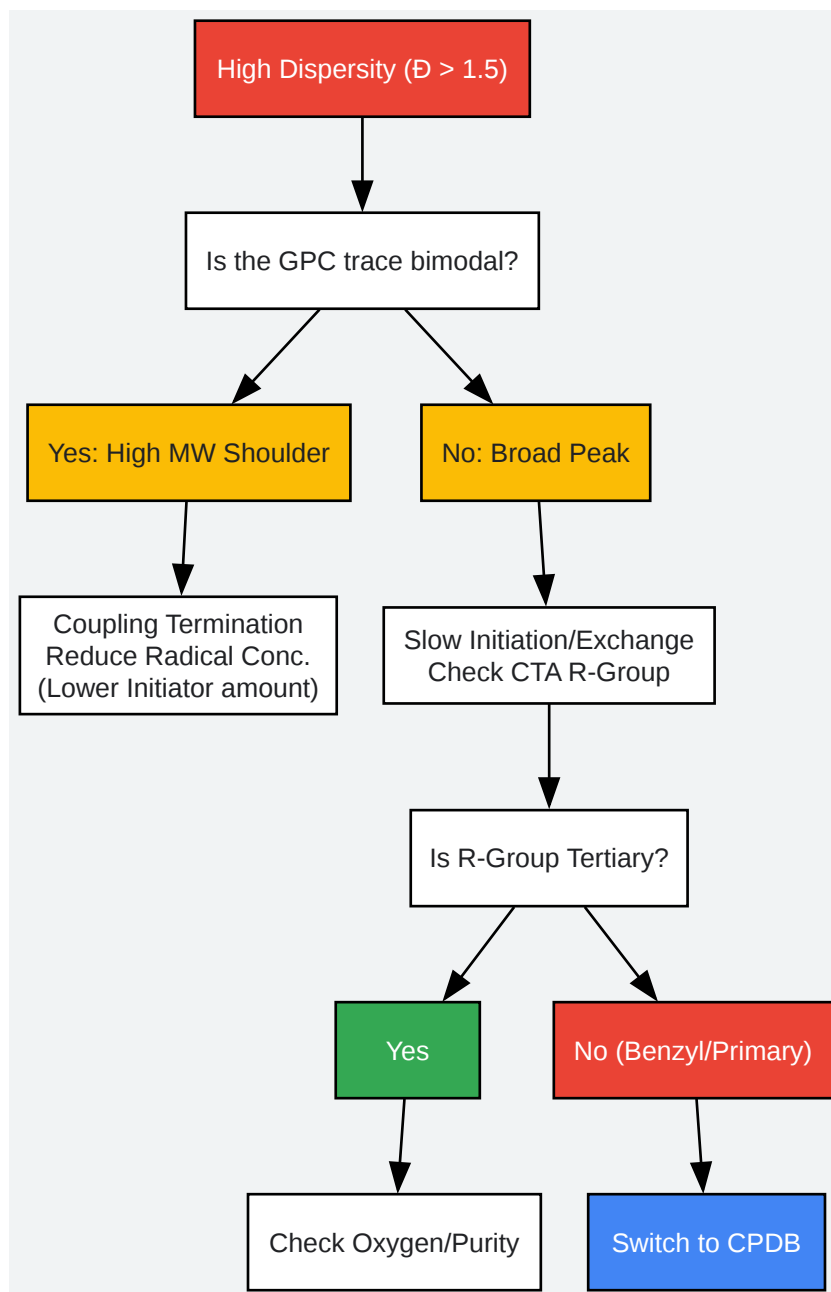 High Dispersity (Đ > 1.5)
Is the GPC trace bimodal?
Yes: High MW Shoulder
No: Broad Peak
Coupling Termination
Reduce Radical Conc.
(Lower Initiator amount)
Slow Initiation/Exchange
Check CTA R-Group
Is R-Group Tertiary?
Yes
No (Benzyl/Primary)
Check Oxygen/Purity
Switch to CPDB